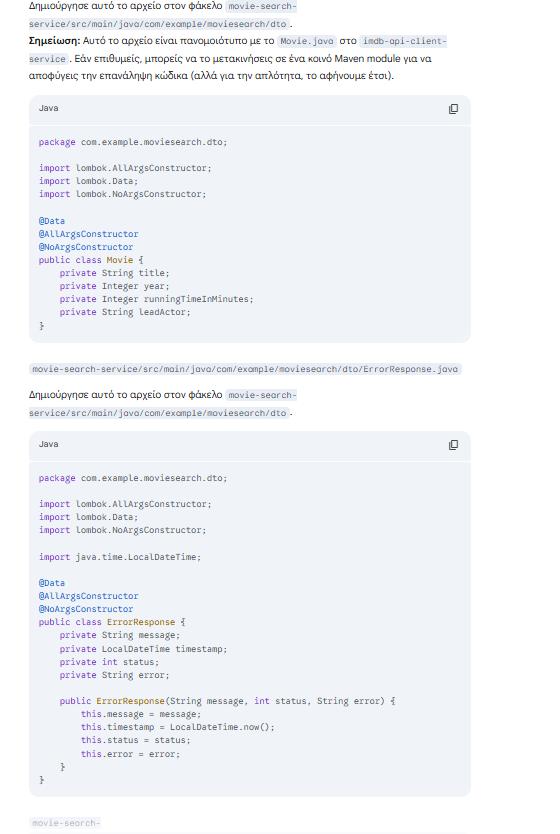 Δημιούργησε αυτό το αρχείο στον φάκελο movie-search-
service/src/main/java/com/example/moviesearch/dto .
Σημείωση: Αυτό το αρχείο είναι πανομοιότυπο με το Movie.java στο imdb-api-client-
service . Εάν επιθυμείς, μπορείς να το μετακινήσεις σε ένα κοινό Maven module για να
αποφύγεις την επανάληψη κώδικα (αλλά για την απλότητα, το αφήνουμε έτσι).
Java
package com.example.moviesearch.dto;
import lombok.AllArgsConstructor;
import lombok.Data;
import lombok.NoArgsConstructor;
@Data
@AllArgsConstructor
@NoArgsConstructor
public class Movie {
    private String title;
    private Integer year;
    private Integer runningTimeInMinutes;
    private String leadActor;
}
movie-search-service/src/main/java/com/example/moviesearch/dto/ErrorResponse.java
Δημιούργησε αυτό το αρχείο στον φάκελο movie-search-
service/src/main/java/com/example/moviesearch/dto .
Java
package com.example.moviesearch.dto;
import lombok.AllArgsConstructor;
import lombok.Data;
import lombok.NoArgsConstructor;
import java.time.LocalDateTime;
@Data
@AllArgsConstructor
@NoArgsConstructor
public class ErrorResponse {
    private String message;
    private LocalDateTime timestamp;
    private int status;
    private String error;
    public ErrorResponse(String message, int status, String error) {
        this.message = message;
        this.timestamp = LocalDateTime.now();
        this.status = status;
        this.error = error;
    }
}
movie-search-